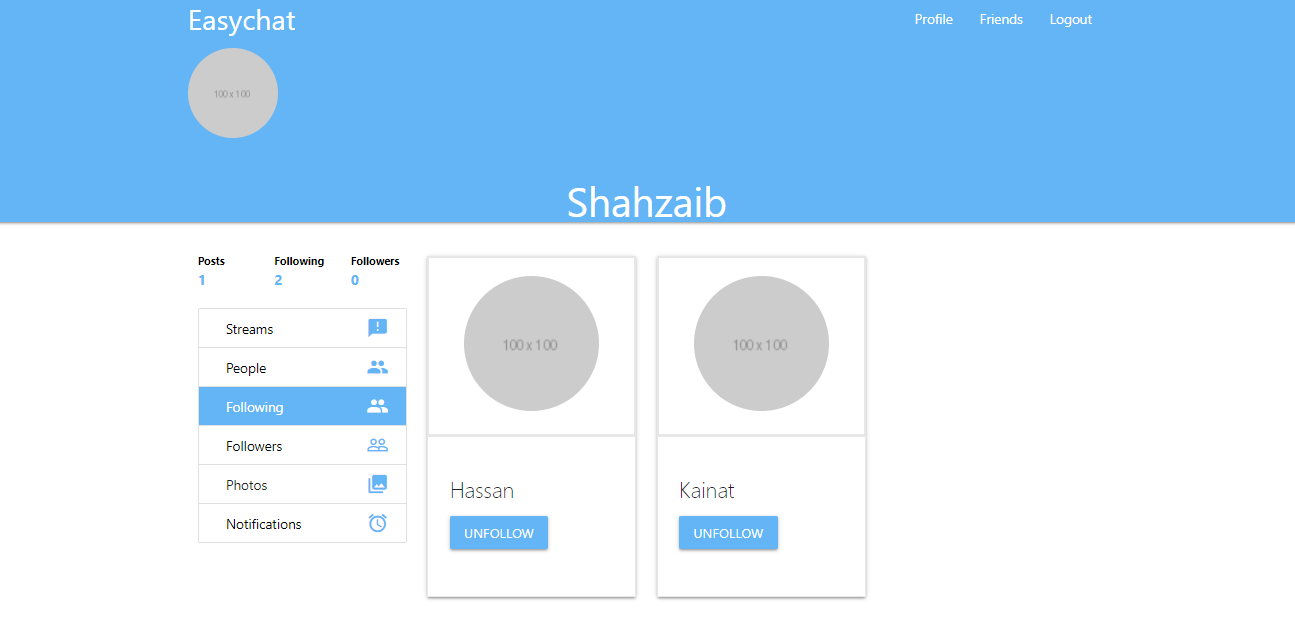 Easychat
Profile Friends Logout
100 x 100
Shahzaib
Posts Following Followers
1 2 0
Streams
People
Following
Followers
Photos
Notifications
100 x 100
Hassan
UNFOLLOW
100 x 100
Kainat
UNFOLLOW